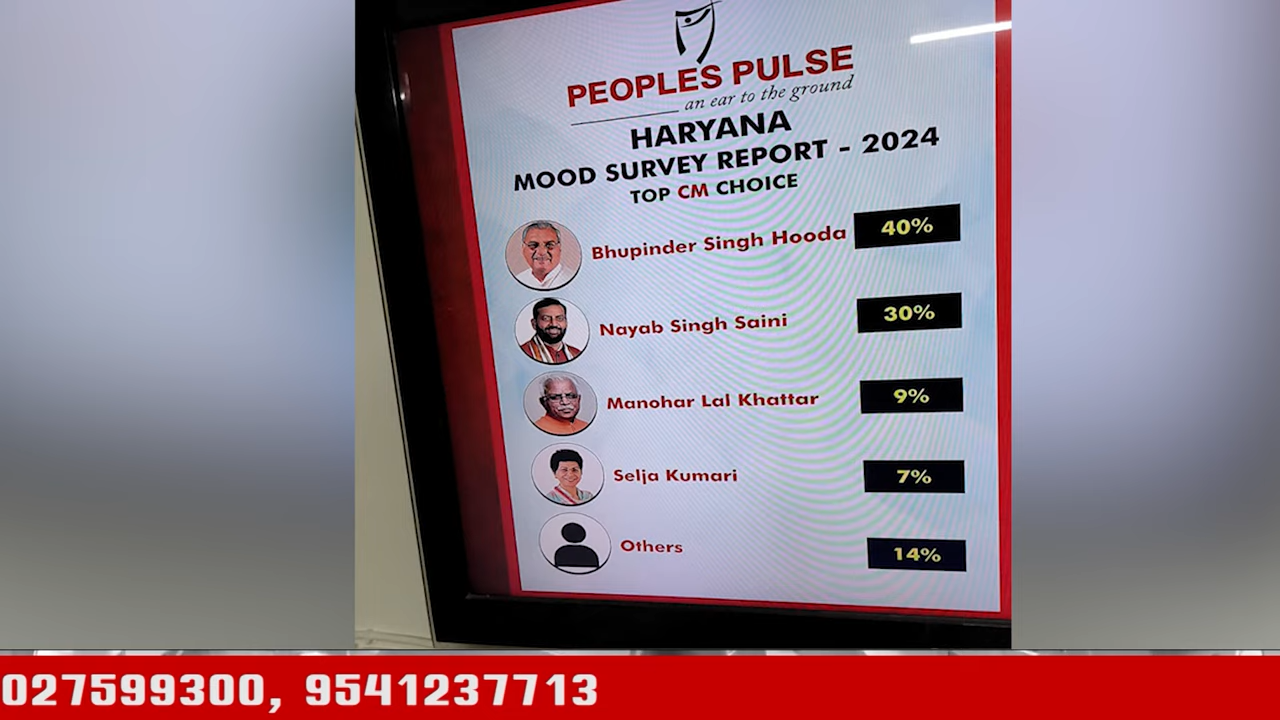 PEOPLES PULSE
an ear to the ground
HARYANA
MOOD SURVEY REPORT - 2024
TOP CM CHOICE
Bhupinder Singh Hooda 40%
Nayab Singh Saini 30%
Manohar Lal Khattar 9%
Selja Kumari 7%
Others 14%
027599300, 9541237713